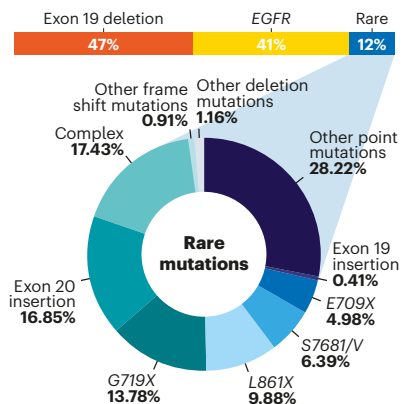 Exon 19 deletion
EGFR
Rare
47%
41%
12%
Other frame
shift mutations
0.91%
Other deletion
mutations
1.16%
Complex
17.43%
Other point
mutations
28.22%
Rare
mutations
Exon 19
insertion
0.41%
E709X
4.98%
Exon 20
insertion
16.85%
S7681/V
6.39%
G719X
13.78%
L861X
9.88%